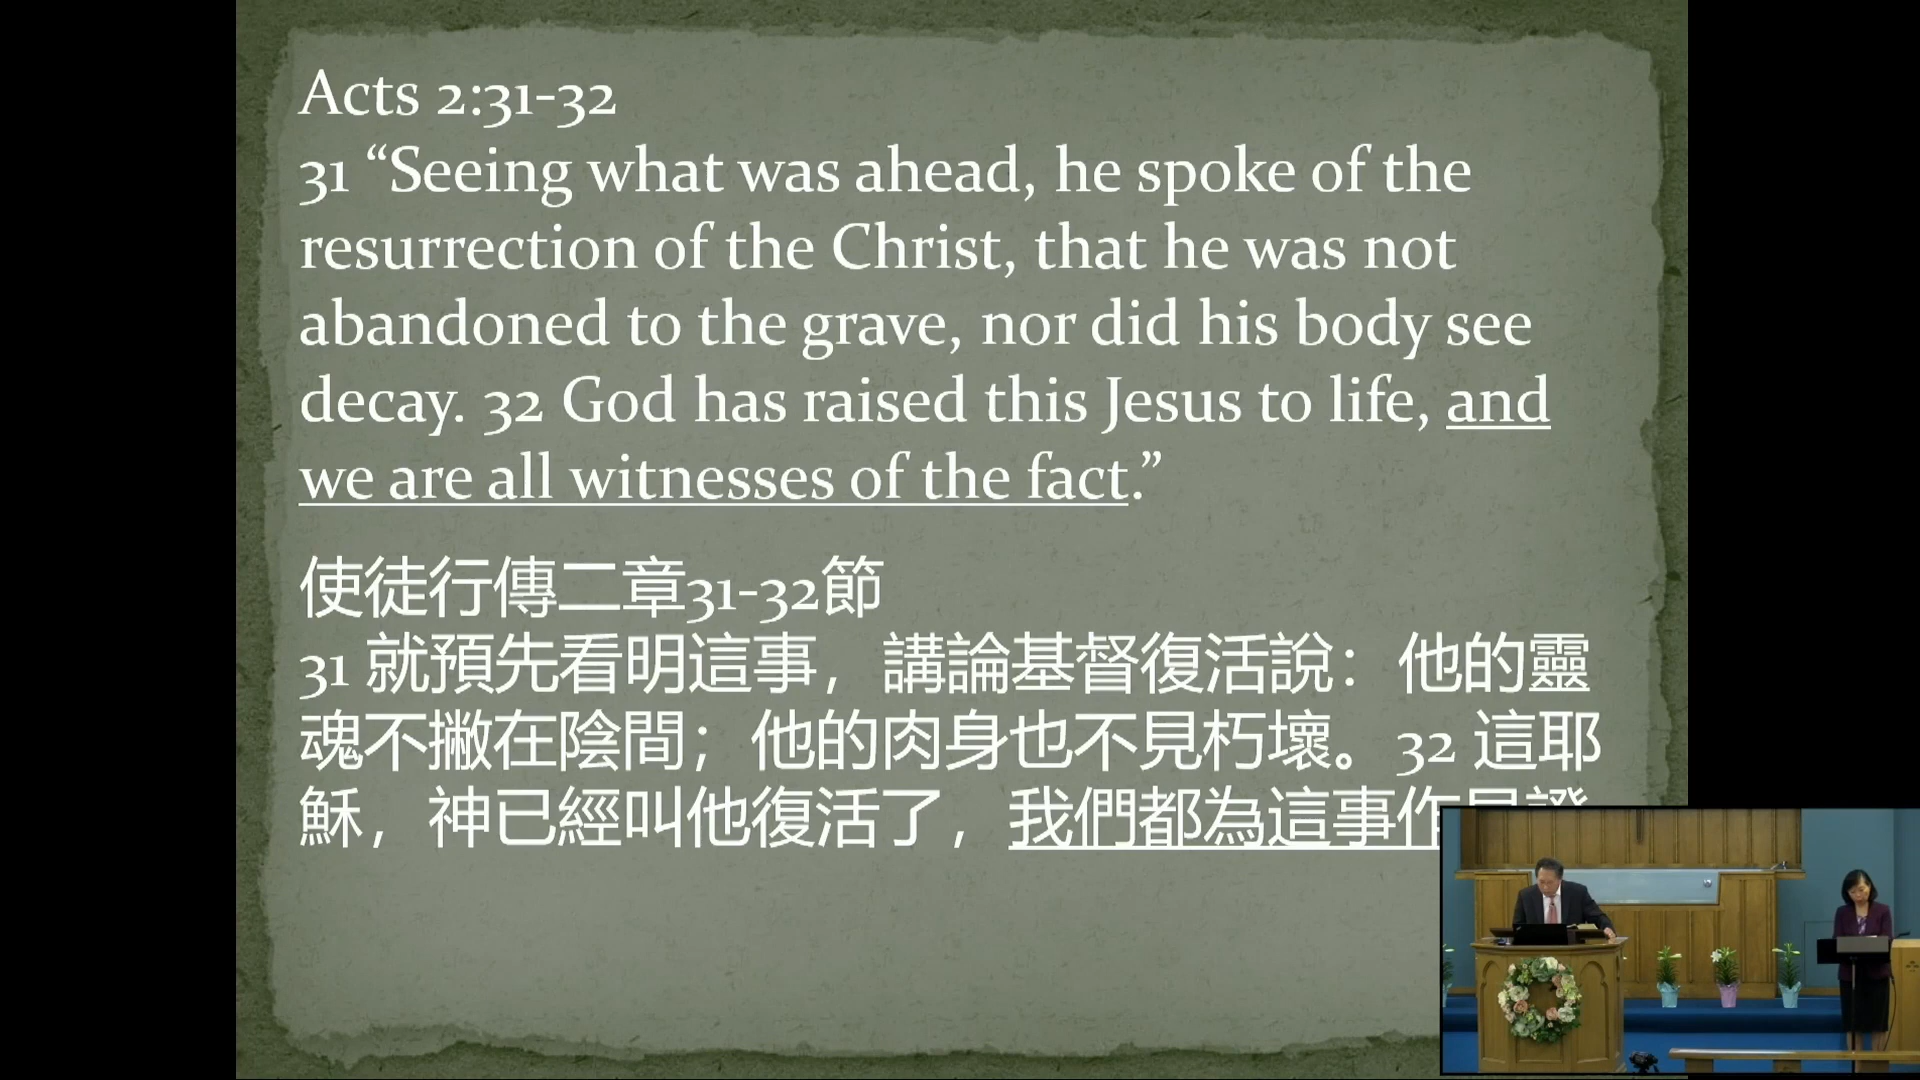 Acts 2:31-32
31 “Seeing what was ahead, he spoke of the
resurrection of the Christ, that he was not
abandoned to the grave, nor did his body see
decay. 32 God has raised this Jesus to life, and
we are all witnesses of the fact.”
使徒行傳二章31-32節
31 就預先看明這事，講論基督復活說：他的靈
魂不撇在陰間；他的肉身也不見朽壞。32 這耶
穌，神已經叫他復活了，我們都為這事作